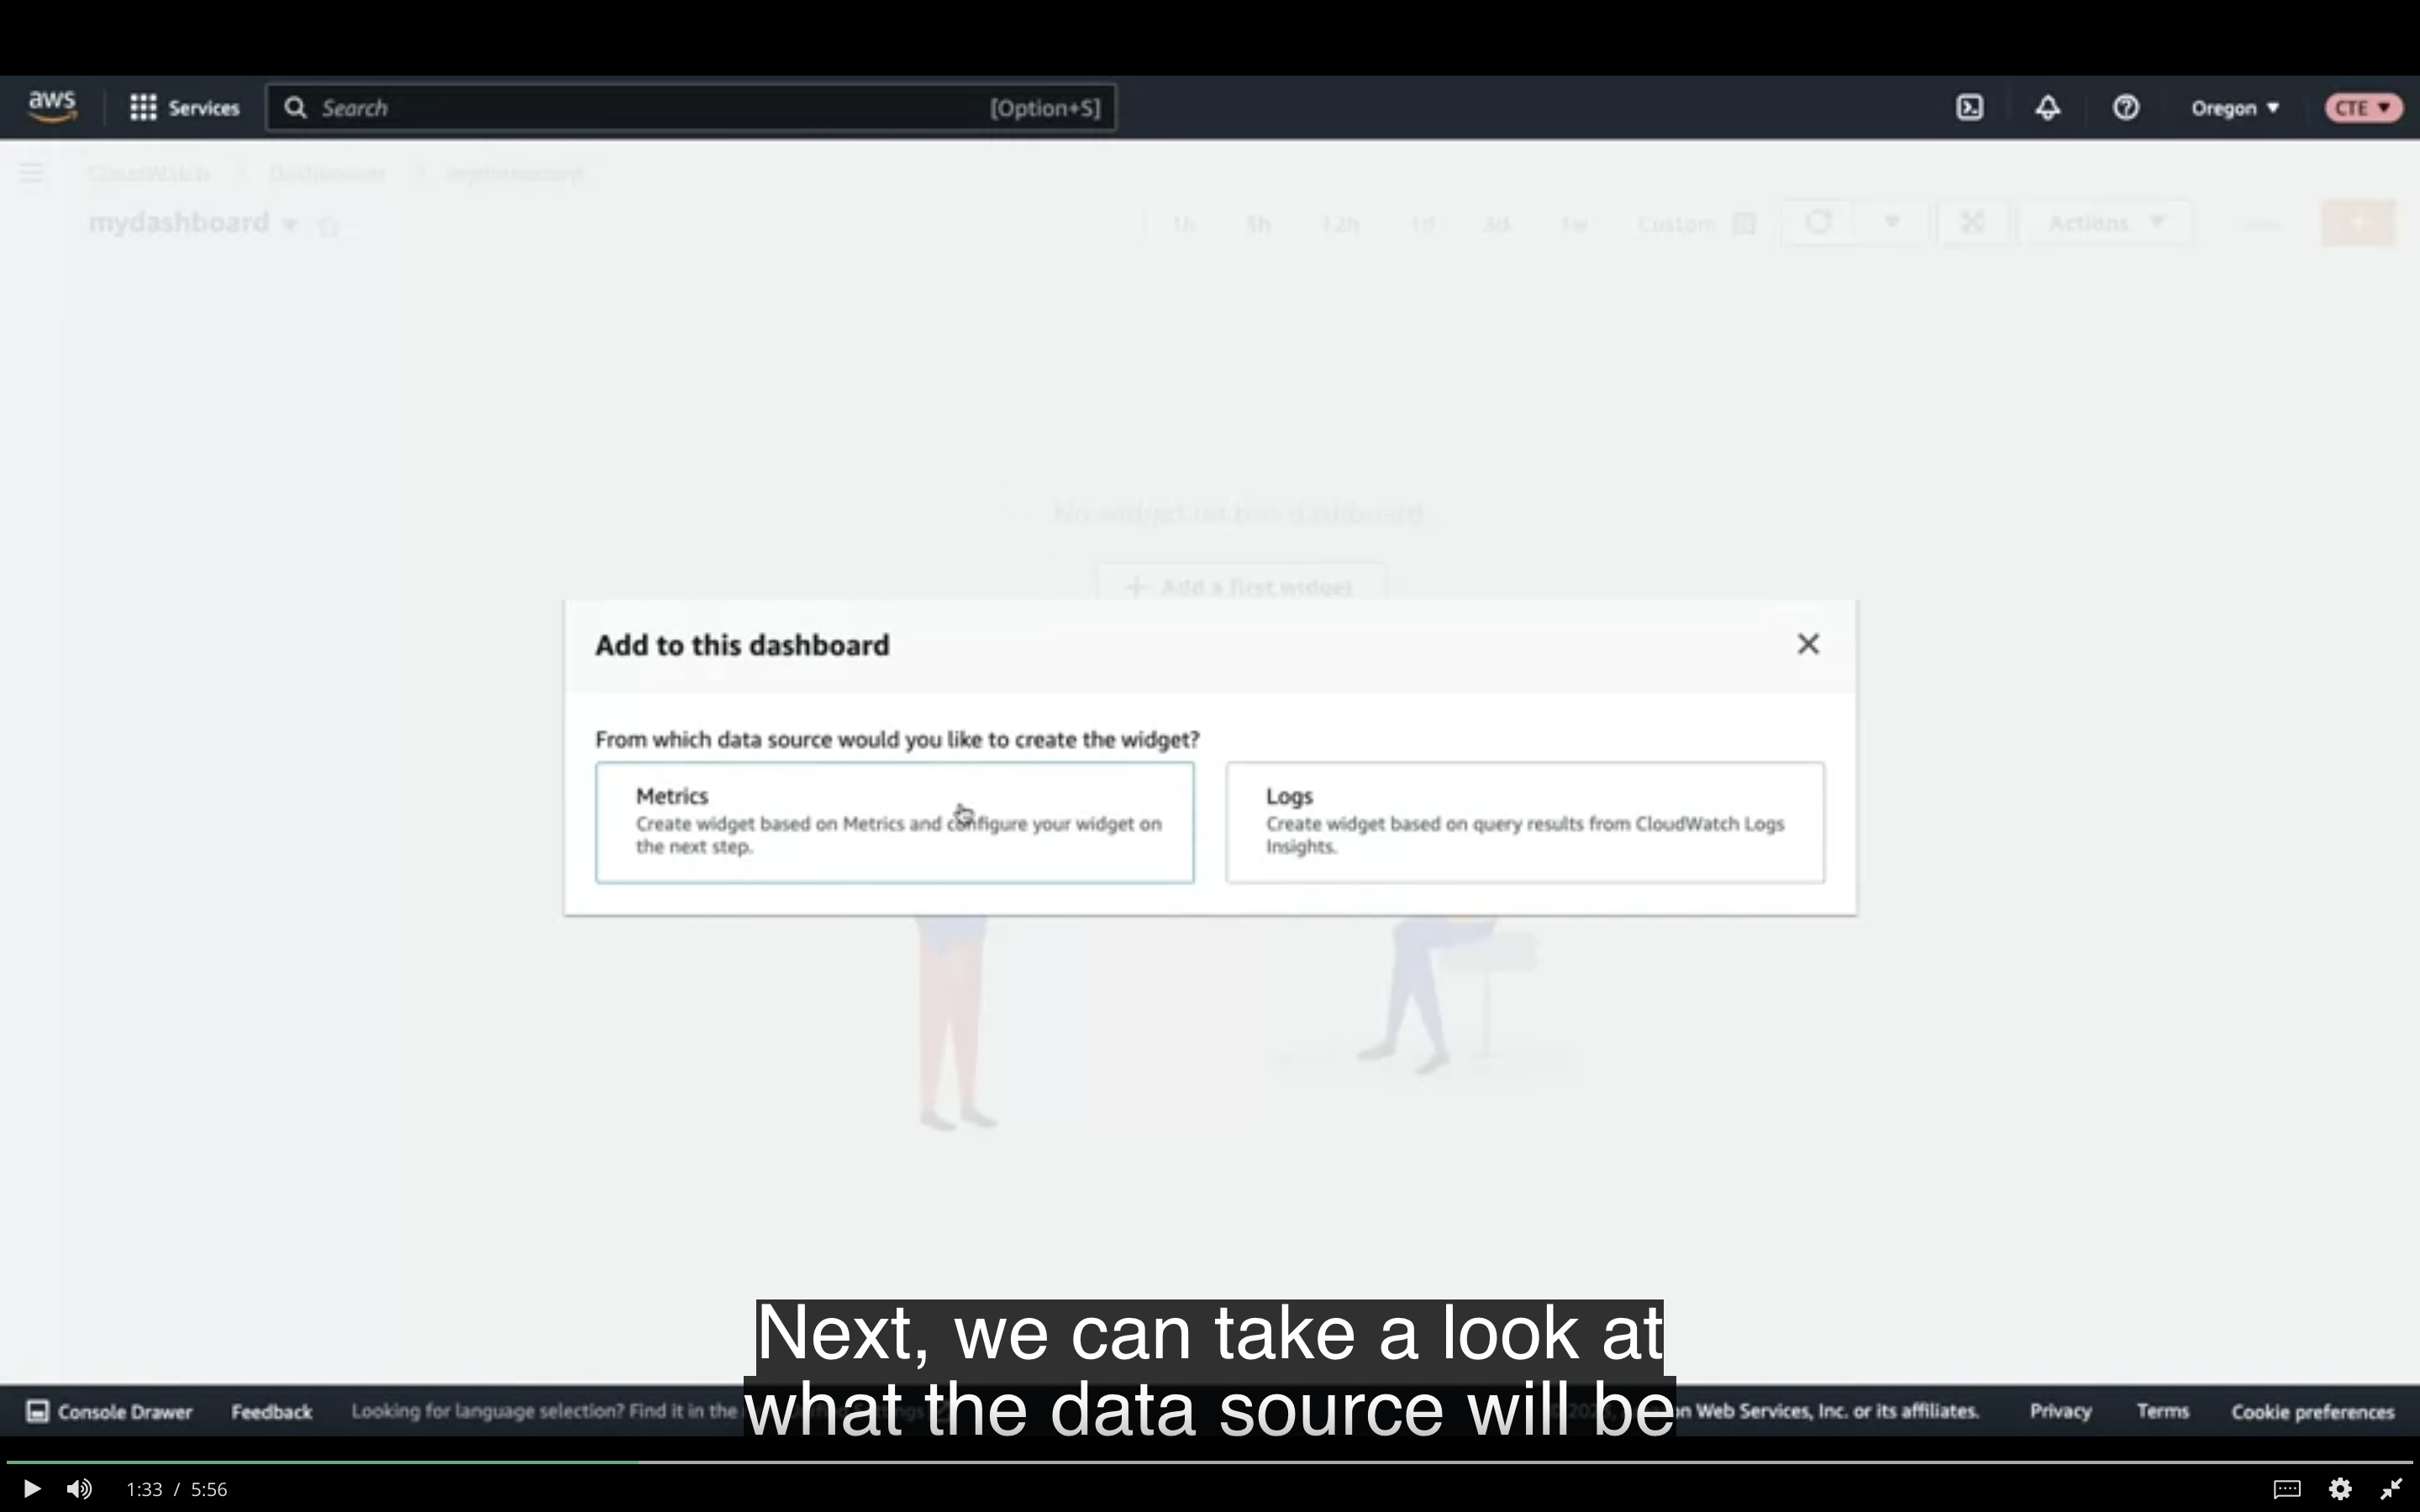 aws
Services
Search
[Option+S]
Oregon
CTE
CloudWatch
Dashboards
mydashboard
1h
3h
12h
1d
3d
1w
Custom
Actions
No widget on this dashboard
+ Add a first widget
Add to this dashboard
From which data source would you like to create the widget?
Metrics
Create widget based on Metrics and configure your widget on
the next step.
Logs
Create widget based on query results from CloudWatch Logs
Insights.
Next, we can take a look at
what the data source will be
Console Drawer
Feedback
Looking for language selection? Find it in the
Web Services, Inc. or its affiliates.
Privacy
Terms
Cookie preferences
1:33 / 5:56